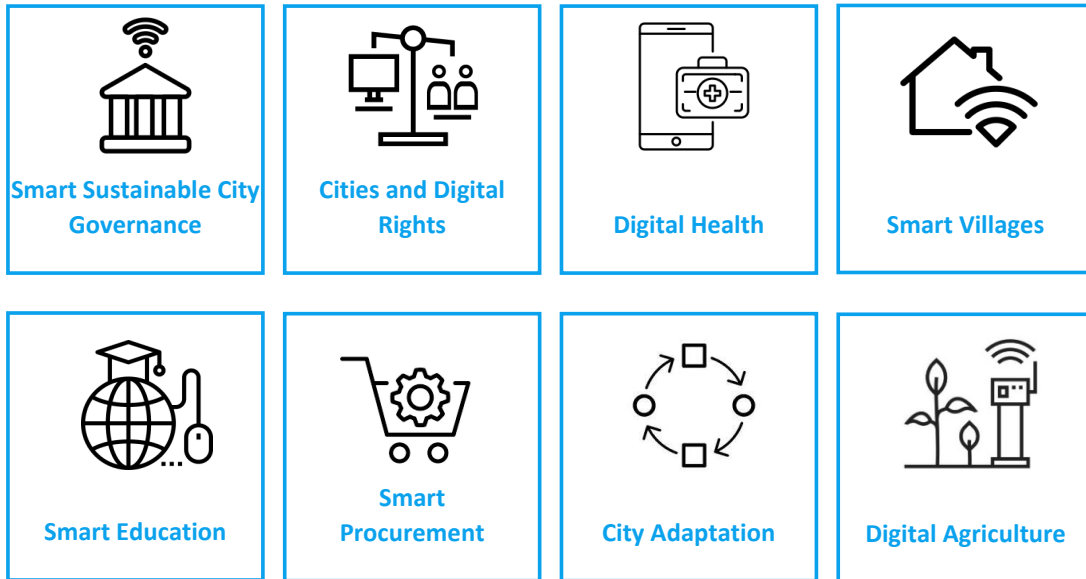 Smart Sustainable City
Governance
Cities and Digital
Rights
Digital Health
Smart Villages
Smart Education
Smart
Procurement
City Adaptation
Digital Agriculture